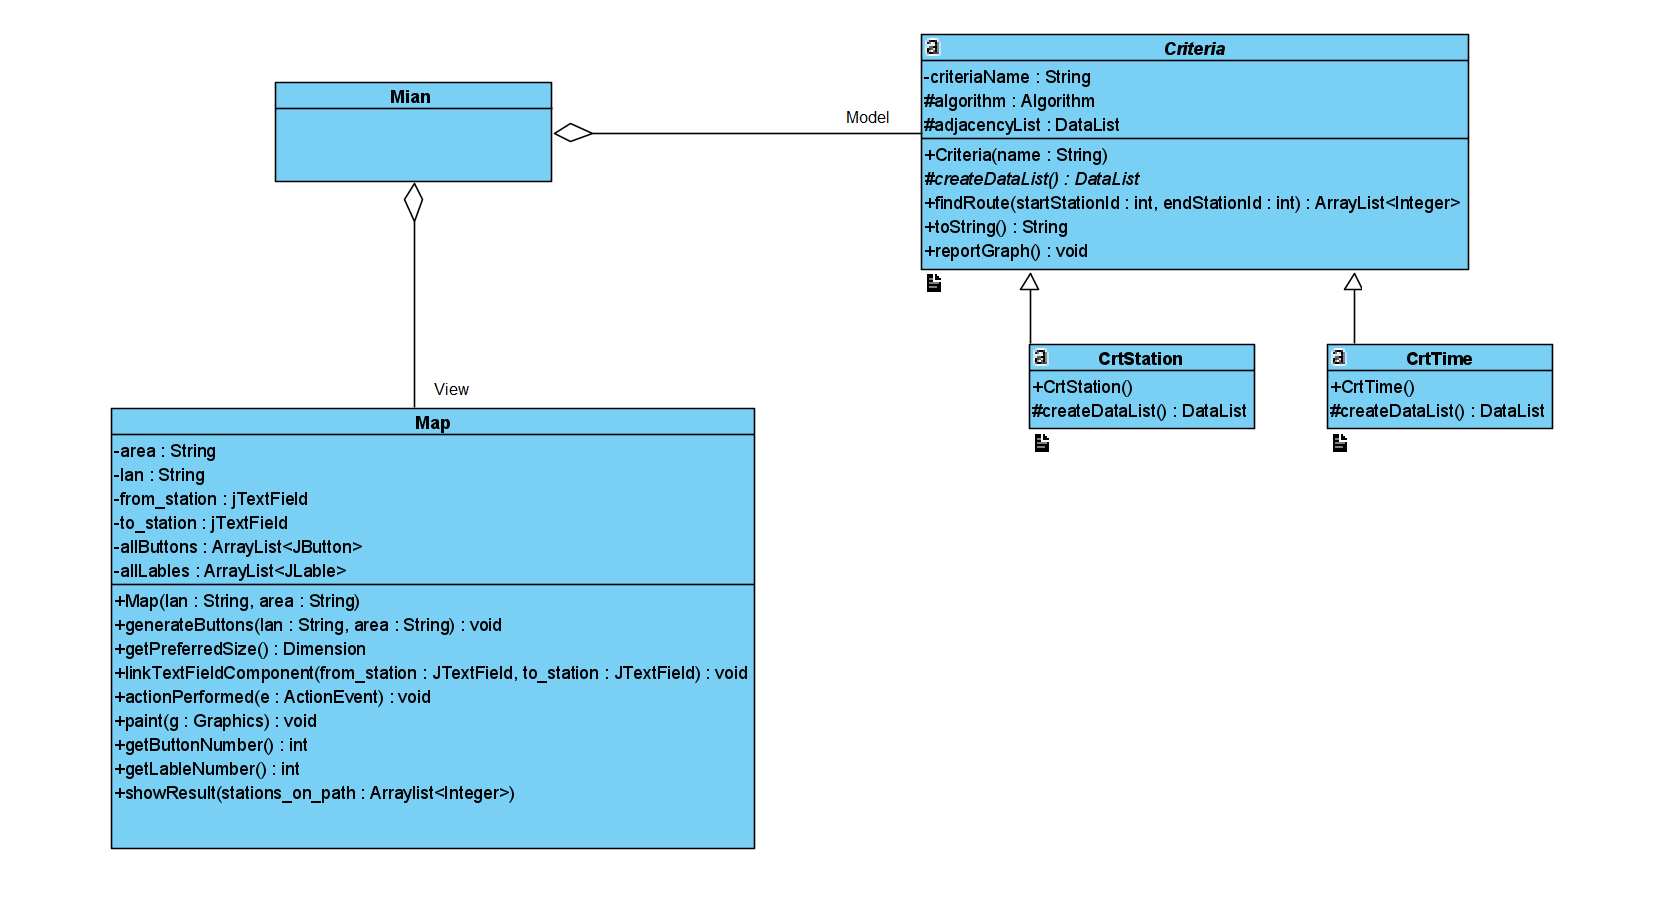 Mian
Model
View
a
Criteria
-criteriaName : String
#algorithm : Algorithm
#adjacencyList : DataList
+Criteria(name : String)
#createDataList() : DataList
+findRoute(startStationId : int, endStationId : int) : ArrayList<Integer>
+toString() : String
+reportGraph() : void
a
CrtStation
+CrtStation()
#createDataList() : DataList
a
CrtTime
+CrtTime()
#createDataList() : DataList
Map
-area : String
-lan : String
-from_station : jTextField
-to_station : jTextField
-allButtons : ArrayList<JButton>
-allLables : ArrayList<JLable>
+Map(lan : String, area : String)
+generateButtons(lan : String, area : String) : void
+getPreferredSize() : Dimension
+linkTextFieldComponent(from_station : JTextField, to_station : JTextField) : void
+actionPerformed(e : ActionEvent) : void
+paint(g : Graphics) : void
+getButtonNumber() : int
+getLableNumber() : int
+showResult(stations_on_path : Arraylist<Integer>)